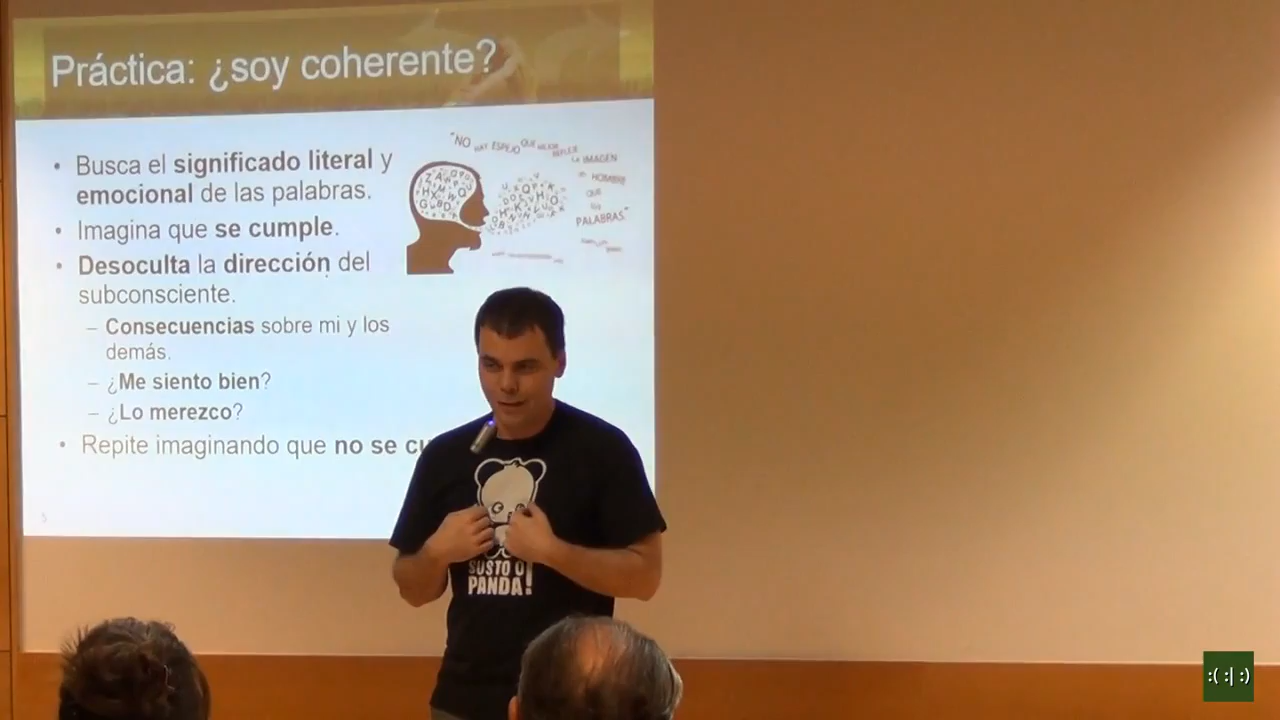 Práctica: ¿soy coherente?
• Busca el significado literal y
emocional de las palabras.
• Imagina que se cumple.
• Desoculta la dirección del
subconsciente.
– Consecuencias sobre mi y los
demás.
– ¿Me siento bien?
– ¿Lo merezco?
• Repite imaginando que no se cu
"NO HAY ESPEJO QUE MEJOR REFLEJE
LA IMAGEN
HOMBRE
QUE
SUS
PALABRAS."
SUSTO O
PANDA!
:( :| :)